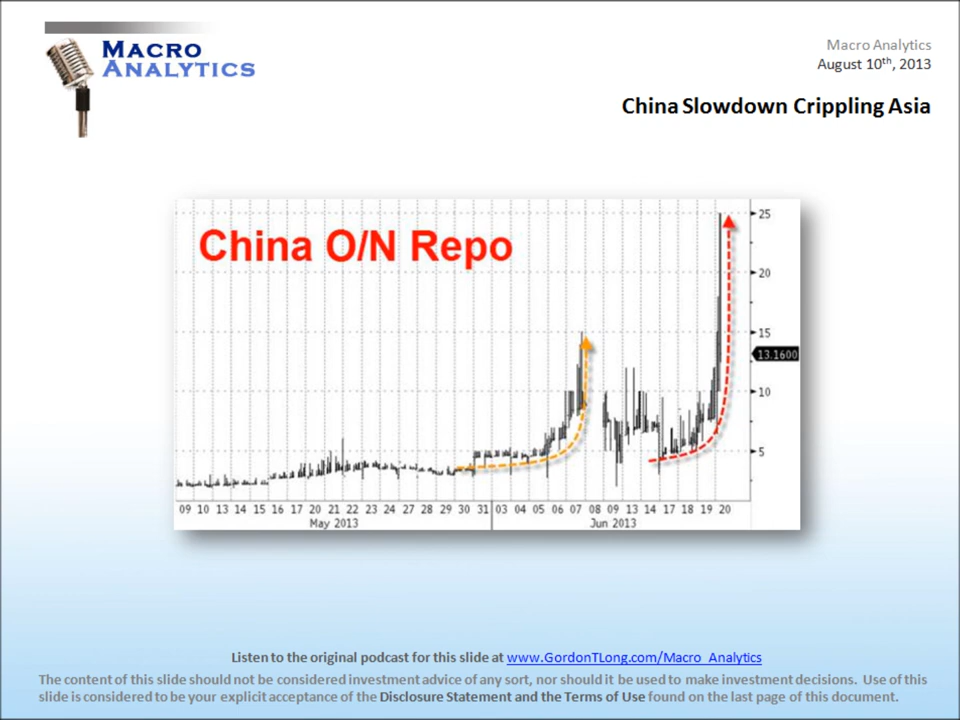 MACRO
ANALYTICS
Macro Analytics
August 10th, 2013
China Slowdown Crippling Asia
China O/N Repo
25
20
15
13.1600
10
5
09 10 13 14 15 16 17 20 21 22 23 24 27 28 29 30 31 03 04 05 06 07 08 09 13 14 17 18 19 20
May 2013 Jun 2013
Listen to the original podcast for this slide at www.GordonTLong.com/Macro_Analytics
The content of this slide should not be considered investment advice of any sort, nor should it be used to make investment decisions. Use of this
slide is considered to be your explicit acceptance of the Disclosure Statement and the Terms of Use found on the last page of this document.